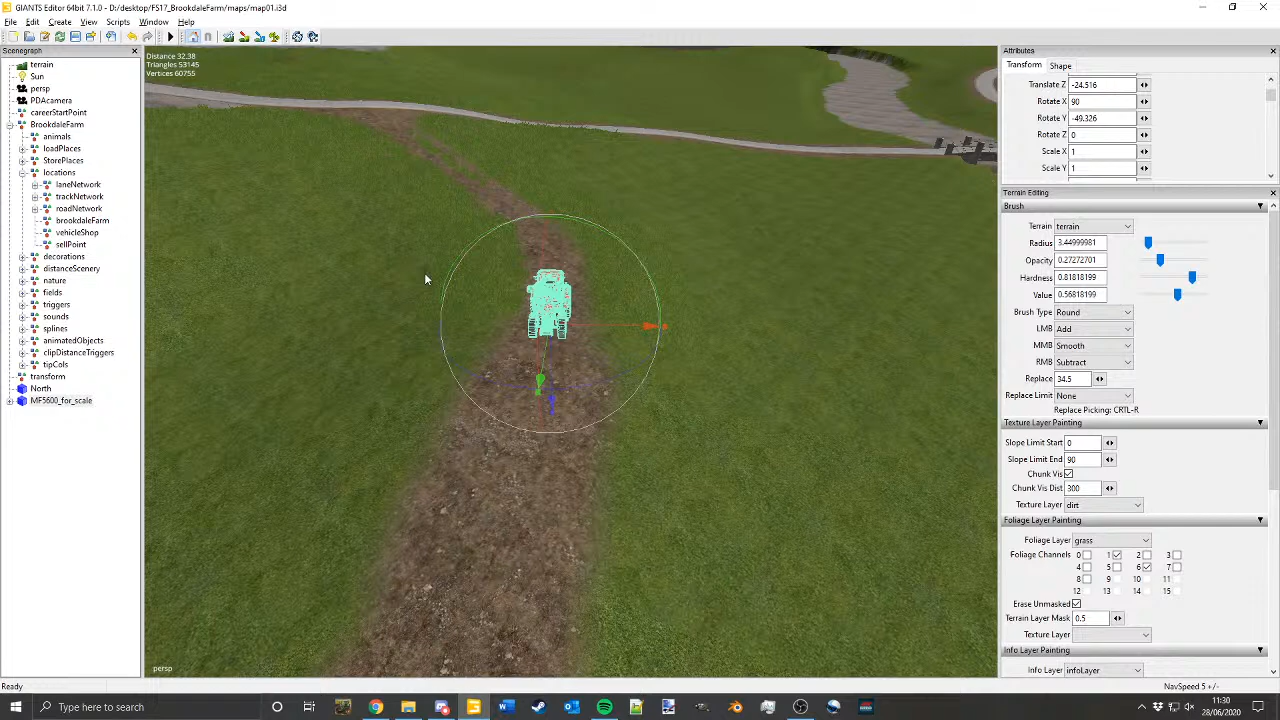 GIANTS Editor 64bit v7.1.0 - D:/desktop/FS17_BrookdaleFarm/maps/map01.i3d
File Edit Create View Scripts Window Help
Scenegraph
terrain
Sun
persp
PDAcamera
careerStartPoint
BrookdaleFarm
animals
loadPlaces
StorePlaces
locations
laneNetwork
trackNetwork
roadNetwork
brookdaleFarm
vehicleShop
sellPoint
decorations
distanceScenery
nature
fields
triggers
sounds
splines
animatedObjects
clipDistanceTriggers
tipCols
transform
North
MF5600_for_scale
Distance 32.38
Triangles 53145
Vertices 60755
persp
Attributes
Transform Shape
Translate Z -24.516
Rotate X 90
Rotate Y -49.326
Rotate Z 0
Scale X 1
Scale Y 1
Terrain Editing
Brush
Terrain terrain
Radius 3.44999981
Opacity 0.27272701
Hardness 0.81818199
Value 0.56818199
Brush Type Round
LMB Add
MMB Smooth
RMB Subtract
Replace 34.5
Replace Limit None
Replace Picking: CRTL-R
Texture Layer Painting
Slope Limit Start 0
Slope Limit End 90
Chunk Vis
Chunk Vis Dist 300
Texture Layer dirt
Foliage Layer Painting
Foliage Layer grass
Foliage Channels 0 1 2 3
4 5 6 7
8 9 10 11
12 13 14 15
Erase Unmasked
Terrain Layer Mask 0.5
Texture Layer
Info Layer Painting
Info Layer infoLayer
Ready
NavSpeed 5 +/-
Type here to search
11:30
28/06/2020